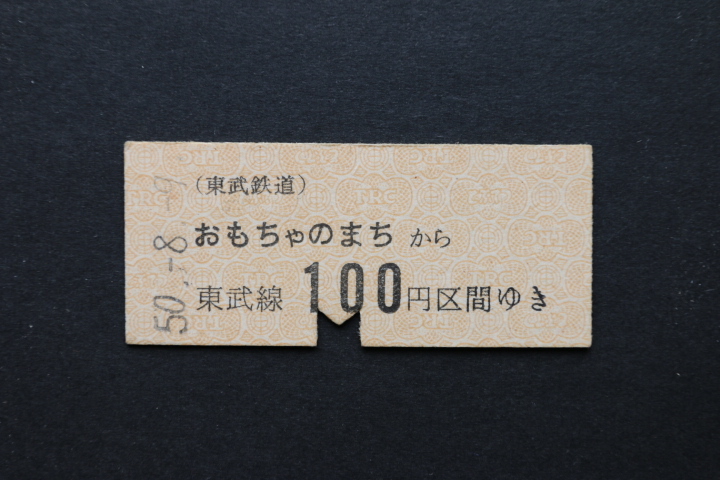 50.-8.-9
(東武鉄道)
おもちゃのまち から
東武線 100円区間ゆき